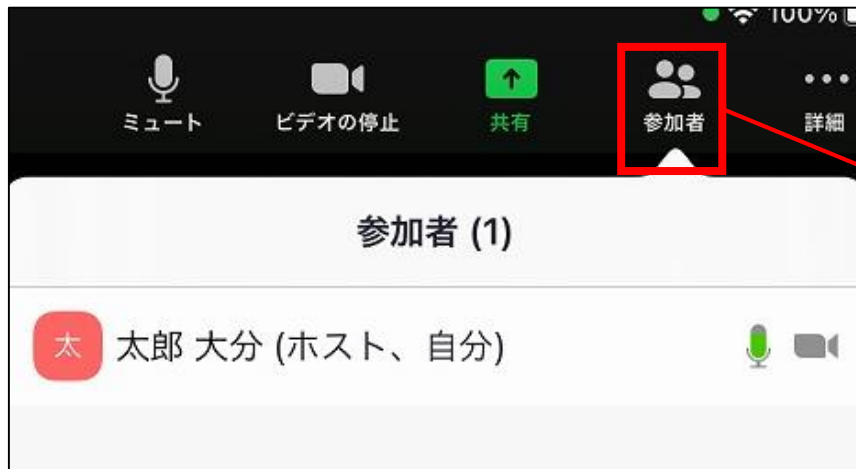 100%
ミュート ビデオの停止 共有 参加者 詳細
参加者 (1)
太 太郎 大分 (ホスト、自分)